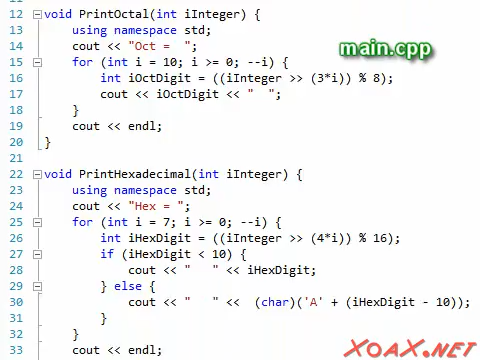 12 void PrintOctal(int iInteger) {
13     using namespace std;
14     cout << "Oct =  ";
15     for (int i = 10; i >= 0; --i) {
16         int iOctDigit = ((iInteger >> (3*i)) % 8);
17         cout << iOctDigit << "  ";
18     }
19     cout << endl;
20 }
21
22 void PrintHexadecimal(int iInteger) {
23     using namespace std;
24     cout << "Hex = ";
25     for (int i = 7; i >= 0; --i) {
26         int iHexDigit = ((iInteger >> (4*i)) % 16);
27         if (iHexDigit < 10) {
28             cout << "  " << iHexDigit;
29         } else {
30             cout << "  " <<  (char)('A' + (iHexDigit - 10));
31         }
32     }
33     cout << endl;
main.cpp
XOAX.NET